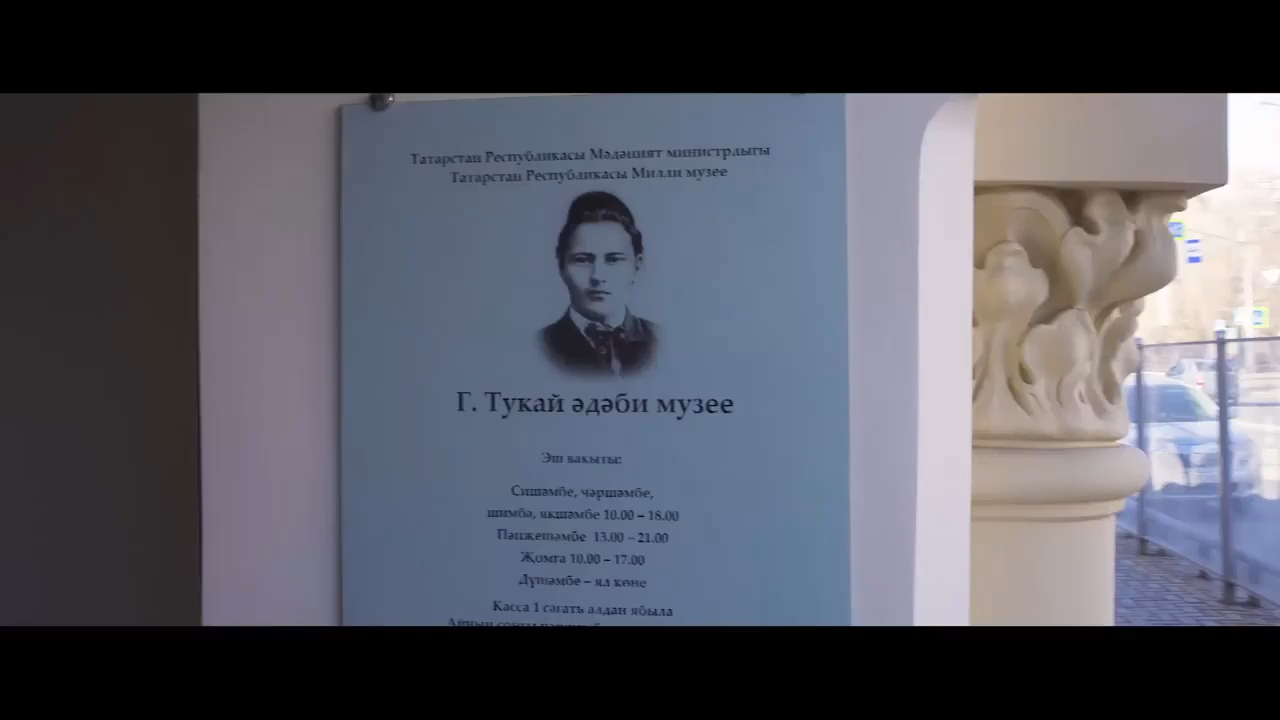 Татарстан Республикасы Мәдәният министрлыгы
Татарстан Республикасы Милли музее
Г. Тукай әдәби музее
Эш вакыты:
Сишәмбе, чәршәмбе,
шимбә, якшәмбе 10.00 – 18.00
Пәнҗешәмбе 13.00 – 21.00
Җомга 10.00 – 17.00
Дүшәмбе – ял көне
Касса 1 сәгать алдан ябыла